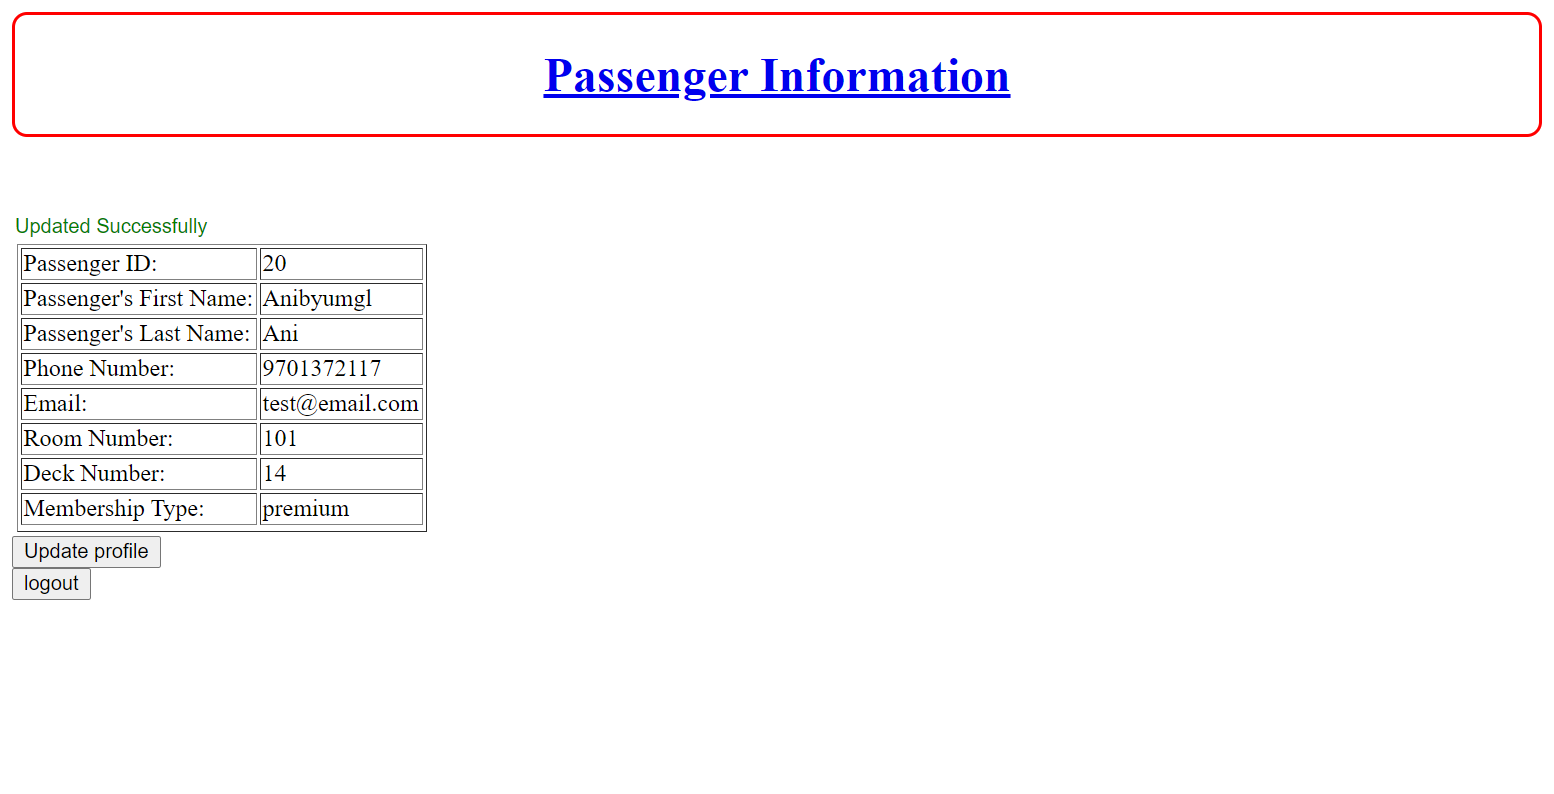 Passenger Information
Updated Successfully
Passenger ID: 20
Passenger's First Name: Anibyumgl
Passenger's Last Name: Ani
Phone Number: 9701372117
Email: test@email.com
Room Number: 101
Deck Number: 14
Membership Type: premium
Update profile
logout